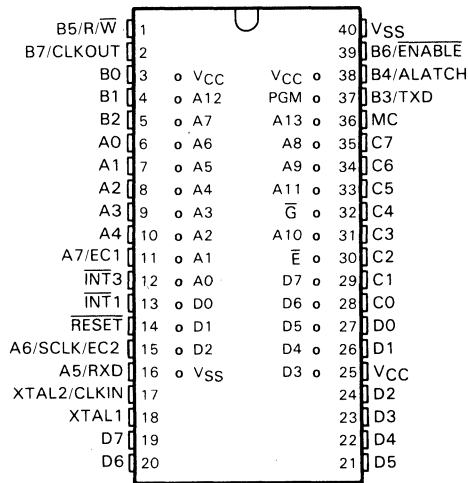 B5/R/W̅ 1 40 VSS
B7/CLKOUT 2 39 B6/E̅N̅A̅B̅L̅E̅
B0 3 o VCC VCC o 38 B4/ALATCH
B1 4 o A12 PGM o 37 B3/TXD
B2 5 o A7 A13 o 36 MC
A0 6 o A6 A8 o 35 C7
A1 7 o A5 A9 o 34 C6
A2 8 o A4 A11 o 33 C5
A3 9 o A3 G̅ o 32 C4
A4 10 o A2 A10 o 31 C3
A7/EC1 11 o A1 E̅ o 30 C2
I̅N̅T̅3 12 o A0 D7 o 29 C1
I̅N̅T̅1 13 o D0 D6 o 28 C0
R̅E̅S̅E̅T̅ 14 o D1 D5 o 27 D0
A6/SCLK/EC2 15 o D2 D4 o 26 D1
A5/RXD 16 o VSS D3 o 25 VCC
XTAL2/CLKIN 17 24 D2
XTAL1 18 23 D3
D7 19 22 D4
D6 20 21 D5